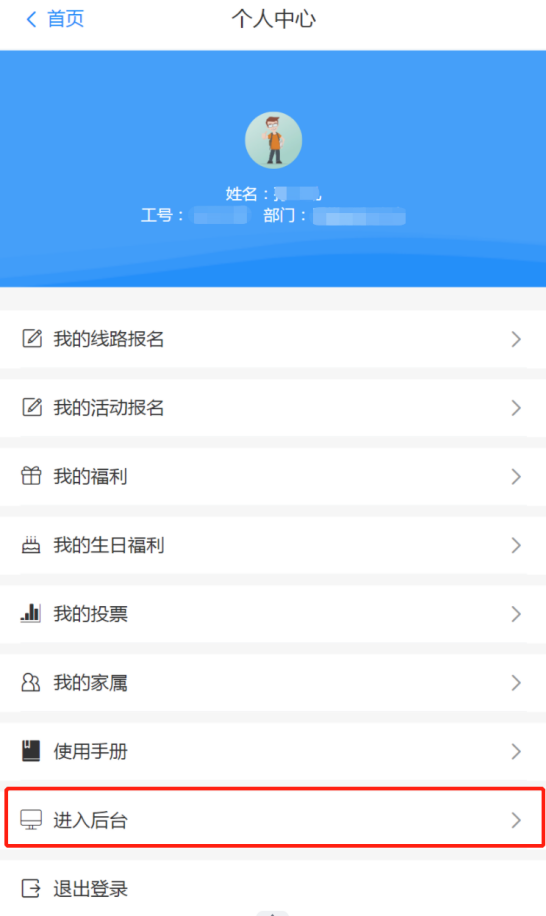 首页
个人中心
姓名：
工号： 部门：
我的线路报名
我的活动报名
我的福利
我的生日福利
我的投票
我的家属
使用手册
进入后台
退出登录